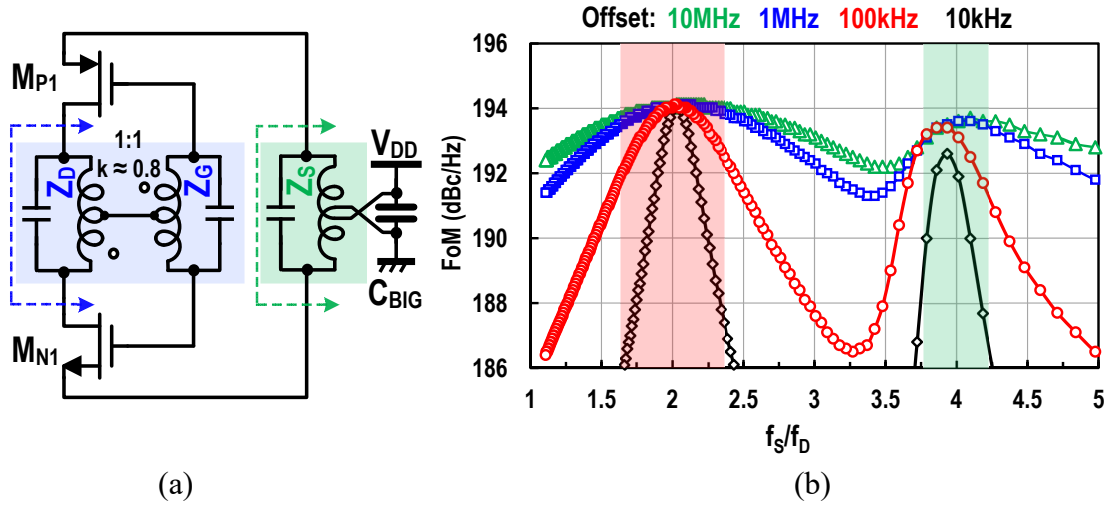 Offset: 10MHz 1MHz 100kHz 10kHz
M_P1
1:1
k ≈ 0.8
Z_D
Z_G
Z_S
V_DD
C_BIG
M_N1
(a)
FoM (dBc/Hz)
196
194
192
190
188
186
1 1.5 2 2.5 3 3.5 4 4.5 5
f_S/f_D
(b)